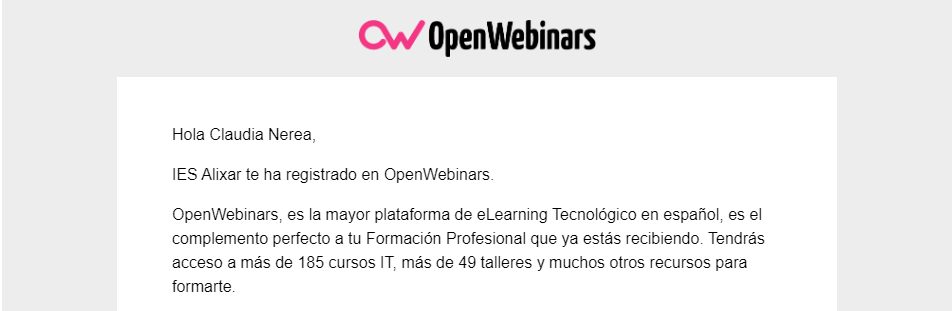 OpenWebinars
Hola Claudia Nerea,
IES Alixar te ha registrado en OpenWebinars.
OpenWebinars, es la mayor plataforma de eLearning Tecnológico en español, es el
complemento perfecto a tu Formación Profesional que ya estás recibiendo. Tendrás
acceso a más de 185 cursos IT, más de 49 talleres y muchos otros recursos para
formarte.